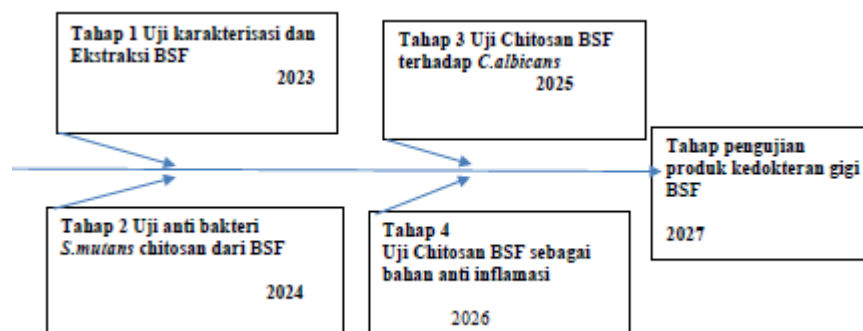 Tahap 1 Uji karakterisasi dan
Ekstraksi BSF
2023
Tahap 3 Uji Chitosan BSF
terhadap C.albicans
2025
Tahap pengujian
produk kedokteran gigi
BSF
2027
Tahap 2 Uji anti bakteri
S.mutans chitosan dari BSF
2024
Tahap 4
Uji Chitosan BSF sebagai
bahan anti inflamasi
2026